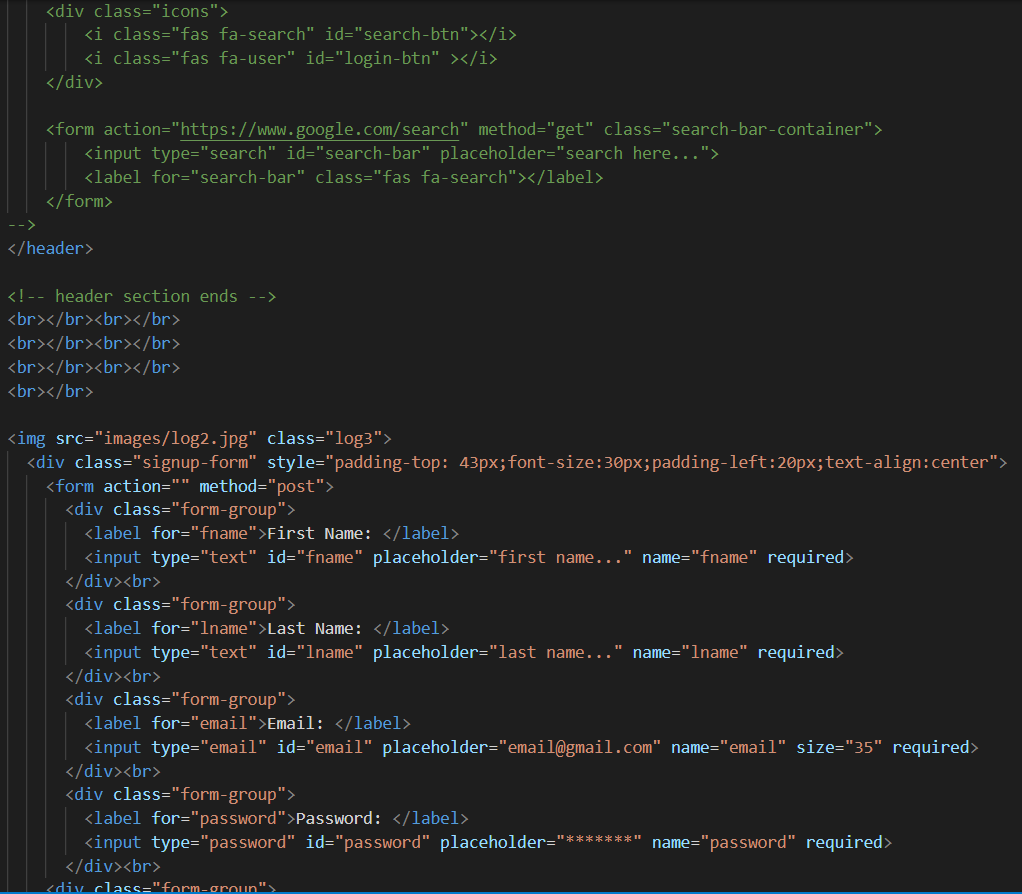 <div class="icons">
<i class="fas fa-search" id="search-btn"></i>
<i class="fas fa-user" id="login-btn" ></i>
</div>
<form action="https://www.google.com/search" method="get" class="search-bar-container">
<input type="search" id="search-bar" placeholder="search here...">
<label for="search-bar" class="fas fa-search"></label>
</form>
-->
</header>
<!-- header section ends -->
<br></br><br></br>
<br></br><br></br>
<br></br><br></br>
<br></br>
<img src="images/log2.jpg" class="log3">
<div class="signup-form" style="padding-top: 43px;font-size:30px;padding-left:20px;text-align:center">
<form action="" method="post">
<div class="form-group">
<label for="fname">First Name: </label>
<input type="text" id="fname" placeholder="first name..." name="fname" required>
</div><br>
<div class="form-group">
<label for="lname">Last Name: </label>
<input type="text" id="lname" placeholder="last name..." name="lname" required>
</div><br>
<div class="form-group">
<label for="email">Email: </label>
<input type="email" id="email" placeholder="email@gmail.com" name="email" size="35" required>
</div><br>
<div class="form-group">
<label for="password">Password: </label>
<input type="password" id="password" placeholder="*******" name="password" required>
</div><br>
<div class="form-group">